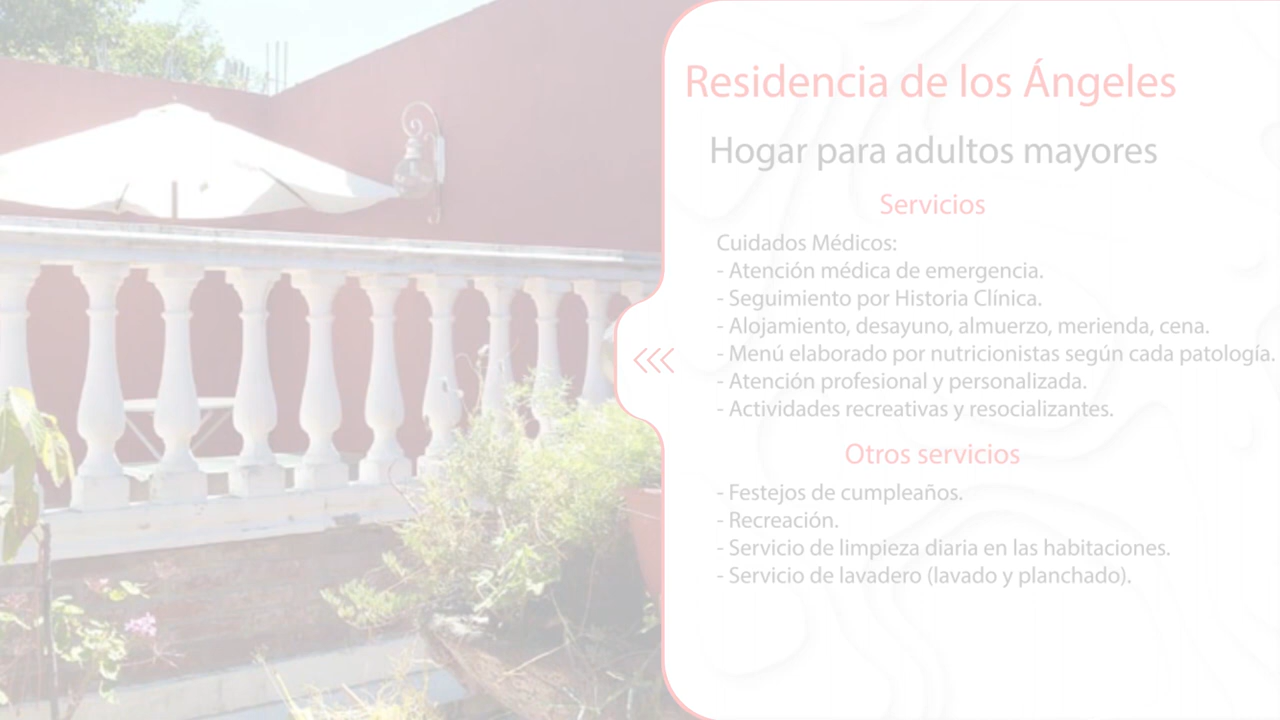 Residencia de los Ángeles
Hogar para adultos mayores
Servicios
Cuidados Médicos:
- Atención médica de emergencia.
- Seguimiento por Historia Clínica.
- Alojamiento, desayuno, almuerzo, merienda, cena.
- Menú elaborado por nutricionistas según cada patología.
- Atención profesional y personalizada.
- Actividades recreativas y resocializantes.
Otros servicios
- Festejos de cumpleaños.
- Recreación.
- Servicio de limpieza diaria en las habitaciones.
- Servicio de lavadero (lavado y planchado).